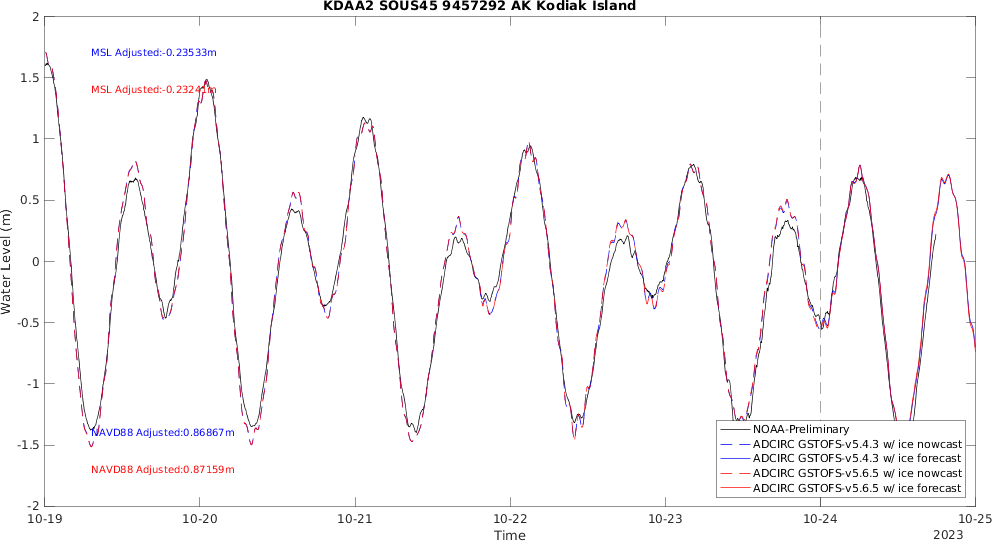 KDAA2 SOUS45 9457292 AK Kodiak Island
2
1.5
1
0.5
0
-0.5
-1
-1.5
-2
Water Level (m)
MSL Adjusted:-0.23533m
MSL Adjusted:-0.23241m
NAVD88 Adjusted:0.86867m
NAVD88 Adjusted:0.87159m
NOAA-Preliminary
ADCIRC GSTOFS-v5.4.3 w/ ice nowcast
ADCIRC GSTOFS-v5.4.3 w/ ice forecast
ADCIRC GSTOFS-v5.6.5 w/ ice nowcast
ADCIRC GSTOFS-v5.6.5 w/ ice forecast
10-19 10-20 10-21 10-22 10-23 10-24 10-25
Time
2023